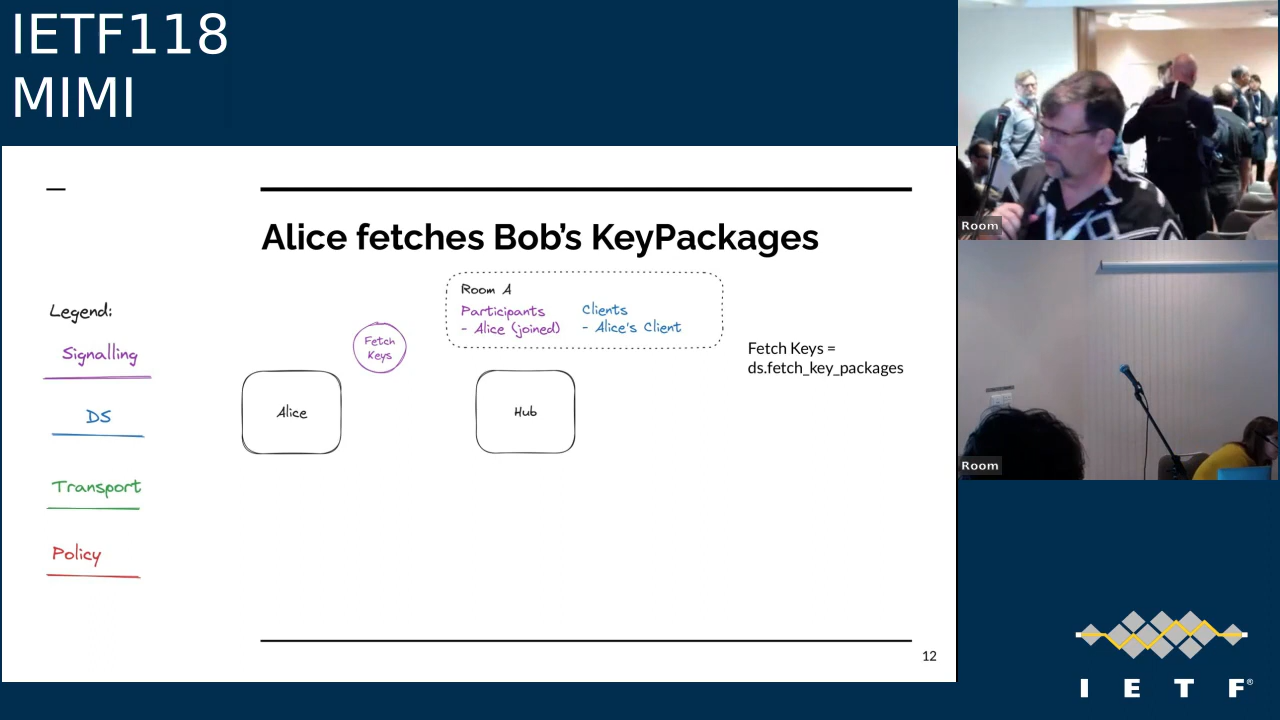 IETF118
MIMI
Alice fetches Bob's KeyPackages
Legend:
Signalling
DS
Transport
Policy
Room A
Participants
- Alice (joined)
Clients
- Alice's Client
Fetch
Keys
Fetch Keys =
ds.fetch_key_packages
Alice
Hub
12
Room
Room
I E T F®